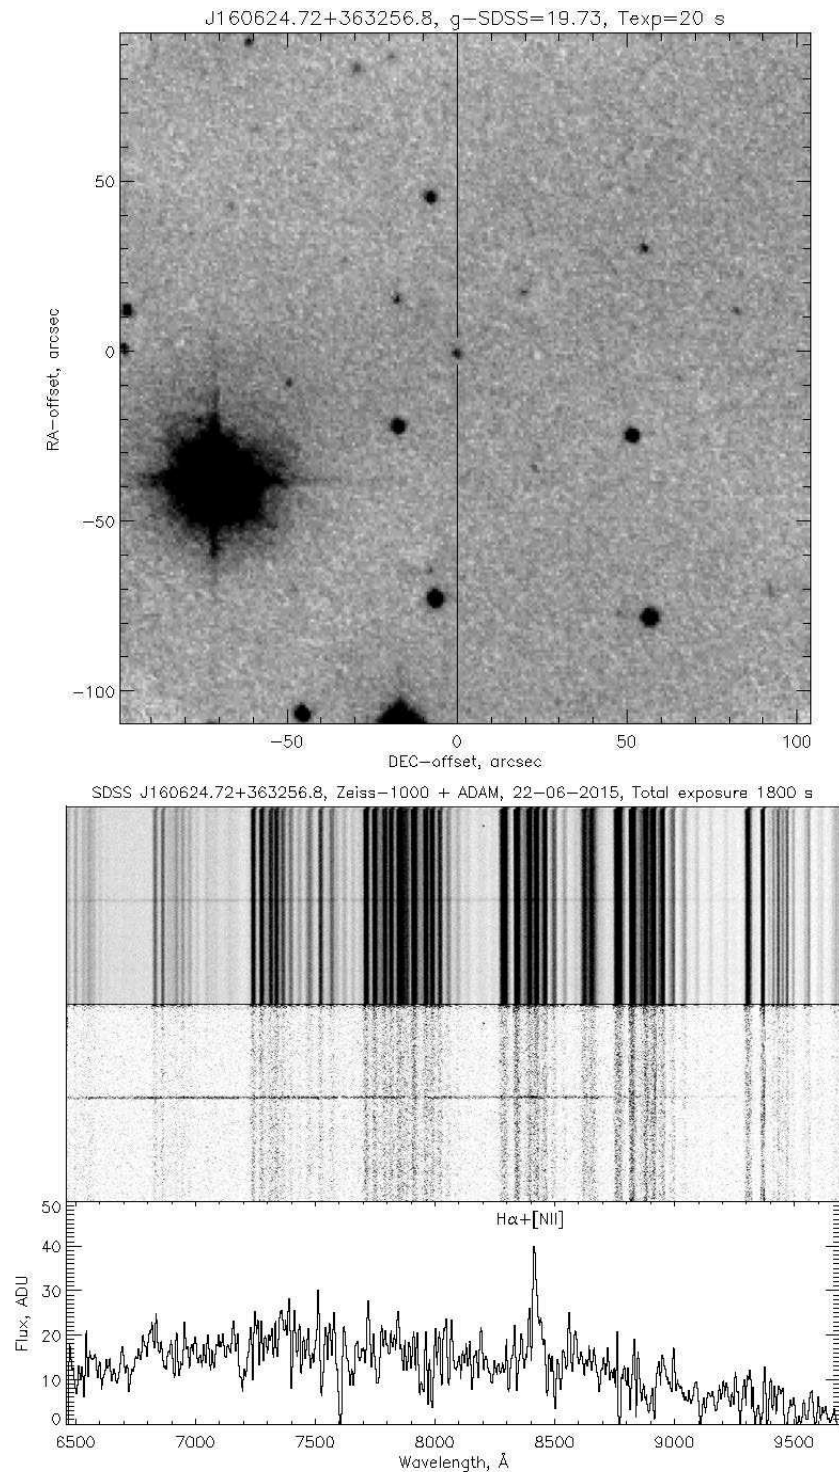 J160624.72+363256.8, g-SDSS=19.73, Texp=20 s
50
0
-50
-100
RA-offset, arcsec
-50 0 50 100
DEC-offset, arcsec
SDSS J160624.72+363256.8, Zeiss-1000 + ADAM, 22-06-2015, Total exposure 1800 s
50
40
30
20
10
0
Flux, ADU
Hα+[NII]
6500 7000 7500 8000 8500 9000 9500
Wavelength, Å